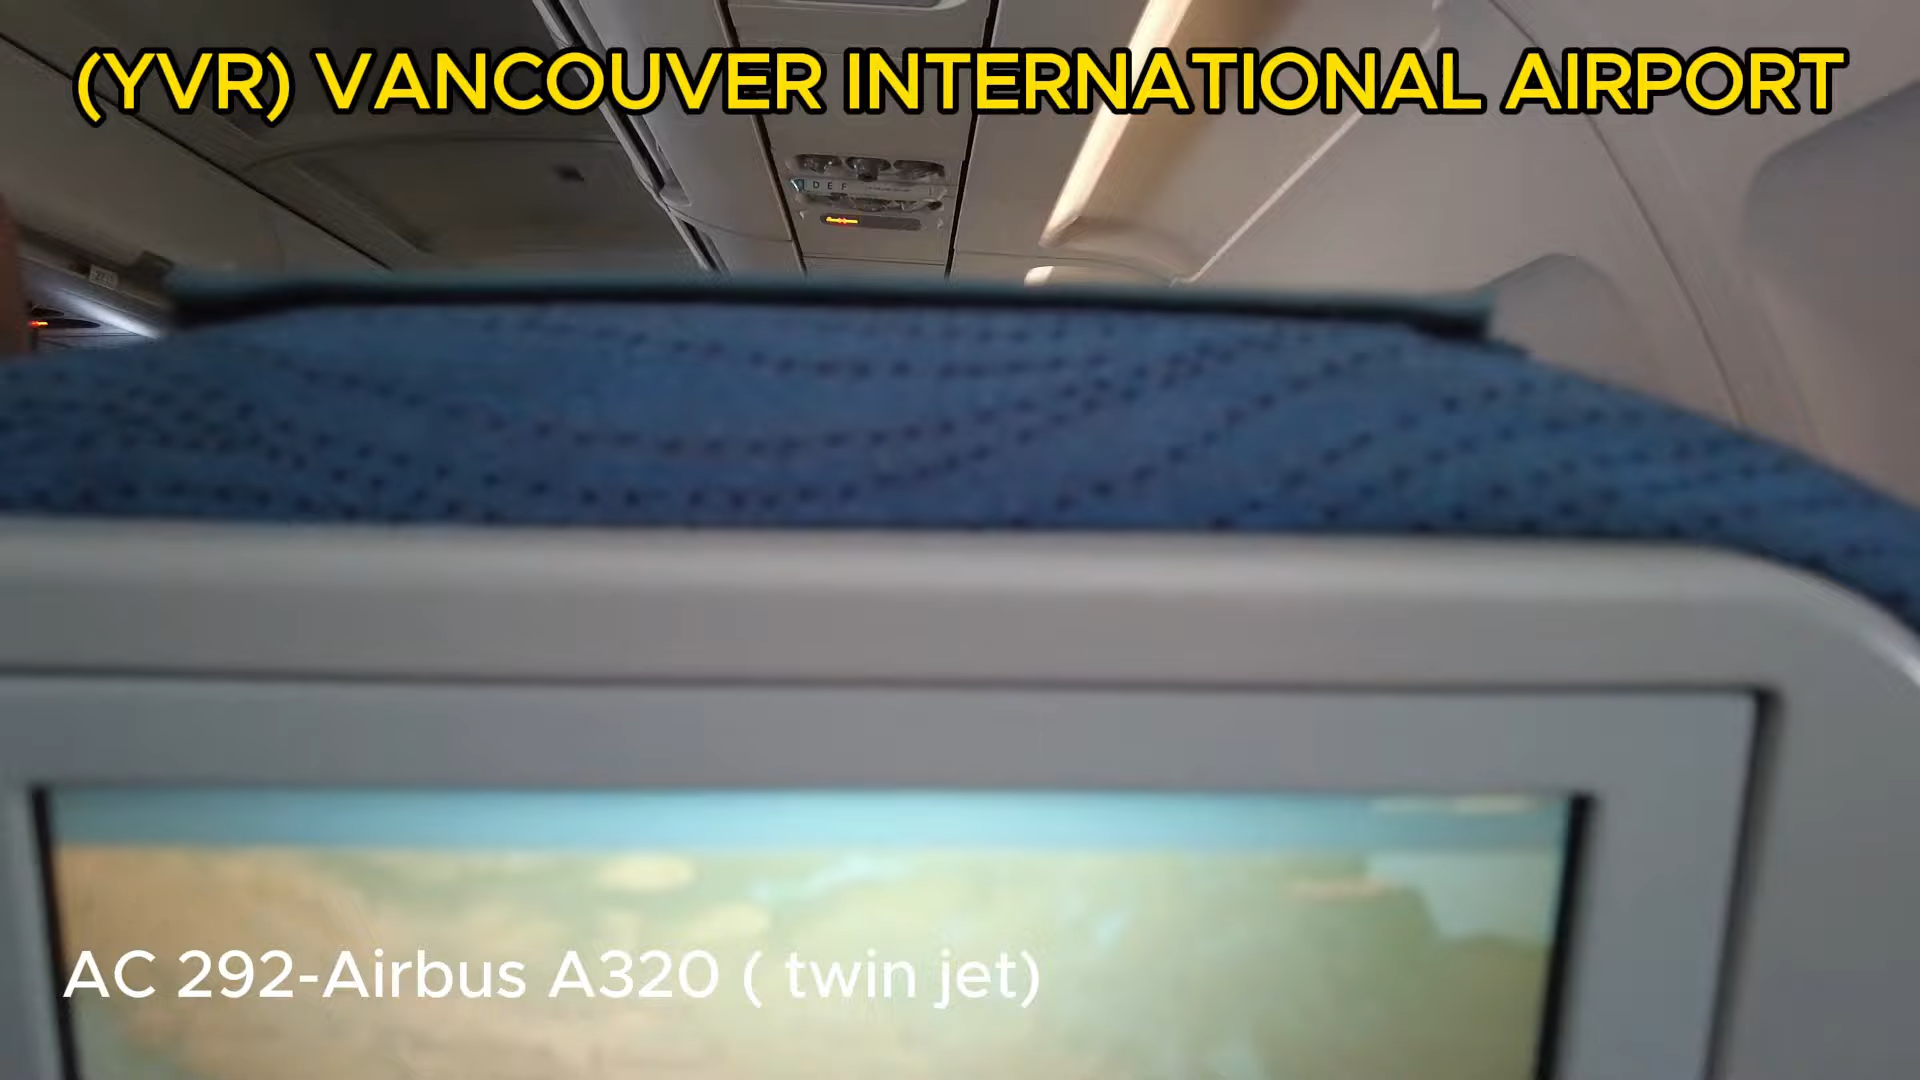 (YVR) VANCOUVER INTERNATIONAL AIRPORT
D E F
AC 292-Airbus A320 ( twin jet)